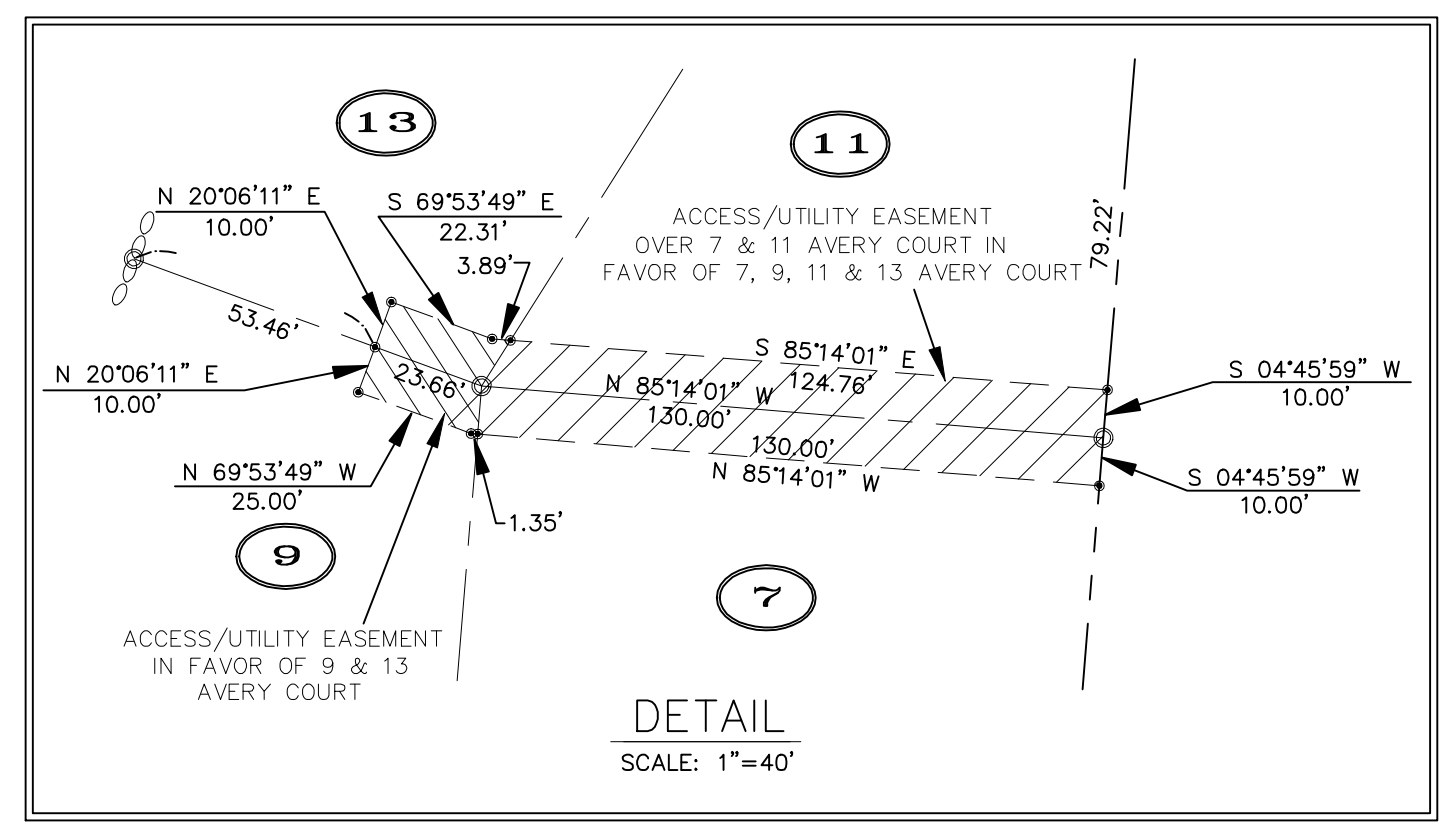 13
11
N 20°06'11" E
10.00'
S 69°53'49" E
22.31'
3.89'
ACCESS/UTILITY EASEMENT
OVER 7 & 11 AVERY COURT IN
FAVOR OF 7, 9, 11 & 13 AVERY COURT
79.22'
53.46'
N 20°06'11" E
10.00'
23.66'
S 85°14'01" E
124.76'
N 85°14'01" W
130.00'
130.00'
N 85°14'01" W
S 04°45'59" W
10.00'
S 04°45'59" W
10.00'
N 69°53'49" W
25.00'
1.35'
9
7
ACCESS/UTILITY EASEMENT
IN FAVOR OF 9 & 13
AVERY COURT
DETAIL
SCALE: 1"=40'